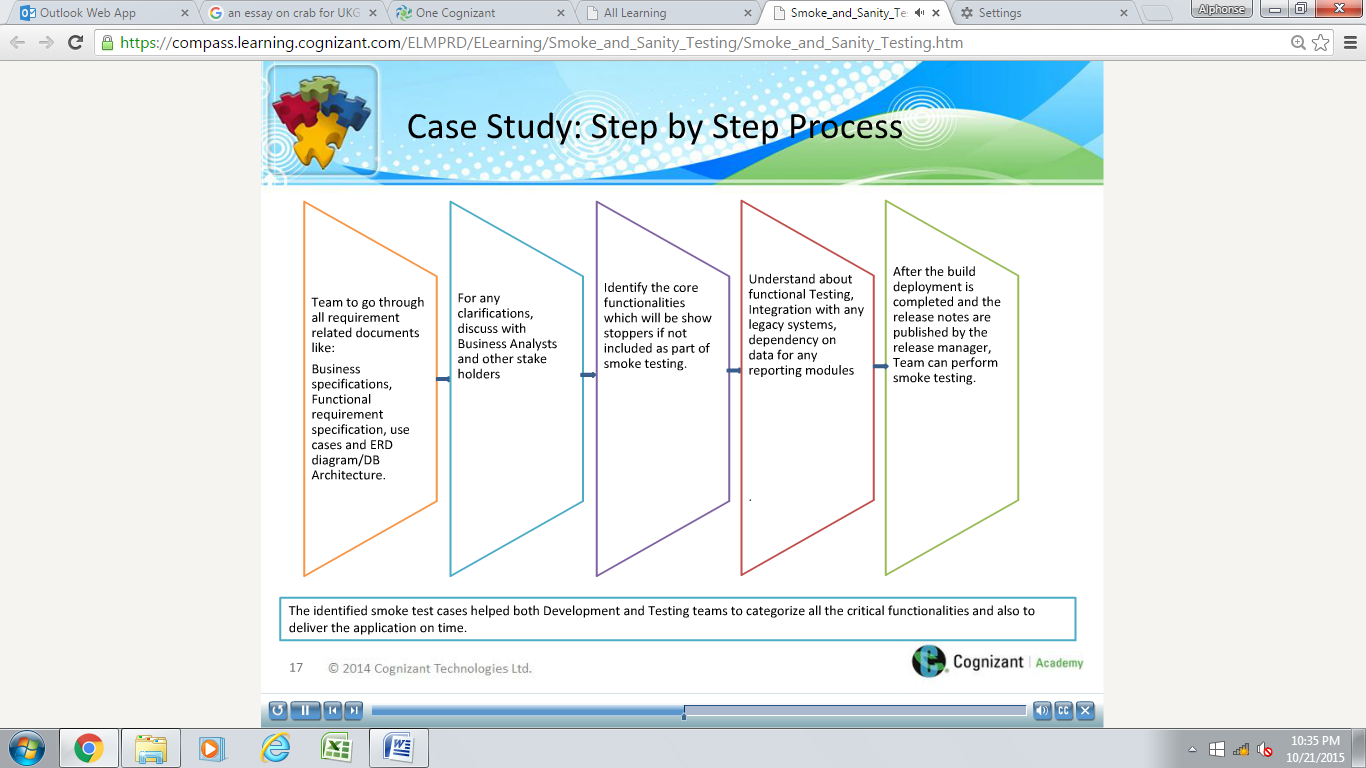 Outlook Web App
an essay on crab for UKG
One Cognizant
All Learning
Smoke_and_Sanity_Te
Settings
Alphonse
https://compass.learning.cognizant.com/ELMPRD/ELearning/Smoke_and_Sanity_Testing/Smoke_and_Sanity_Testing.htm
Case Study: Step by Step Process
Team to go through
all requirement
related documents
like:
Business
specifications,
Functional
requirement
specification, use
cases and ERD
diagram/DB
Architecture.
For any
clarifications,
discuss with
Business Analysts
and other stake
holders
Identify the core
functionalities
which will be show
stoppers if not
included as part of
smoke testing.
Understand about
functional Testing,
Integration with any
legacy systems,
dependency on
data for any
reporting modules
.
After the build
deployment is
completed and the
release notes are
published by the
release manager,
Team can perform
smoke testing.
The identified smoke test cases helped both Development and Testing teams to categorize all the critical functionalities and also to
deliver the application on time.
17 © 2014 Cognizant Technologies Ltd.
Cognizant | Academy
CC
10:35 PM
10/21/2015